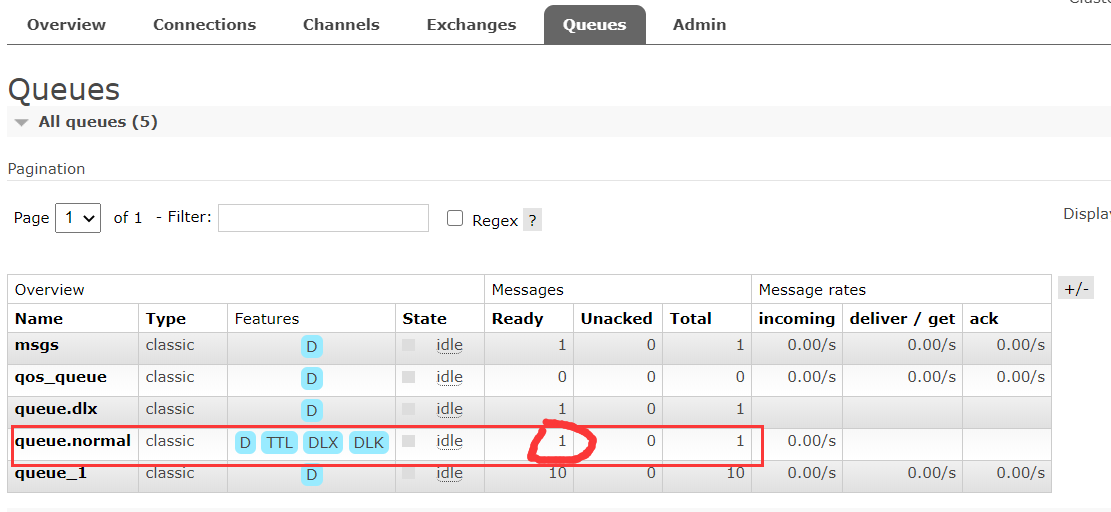 Overview Connections Channels Exchanges Queues Admin
Queues
All queues (5)
Pagination
Page 1 of 1 - Filter: Regex ?
Overview Messages Message rates +/-
Name Type Features State Ready Unacked Total incoming deliver / get ack
msgs classic D idle 1 0 1 0.00/s 0.00/s 0.00/s
qos_queue classic D idle 0 0 0 0.00/s 0.00/s 0.00/s
queue.dlx classic D idle 1 0 1
queue.normal classic D TTL DLX DLK idle 1 0 1 0.00/s
queue_1 classic D idle 10 0 10 0.00/s 0.00/s 0.00/s